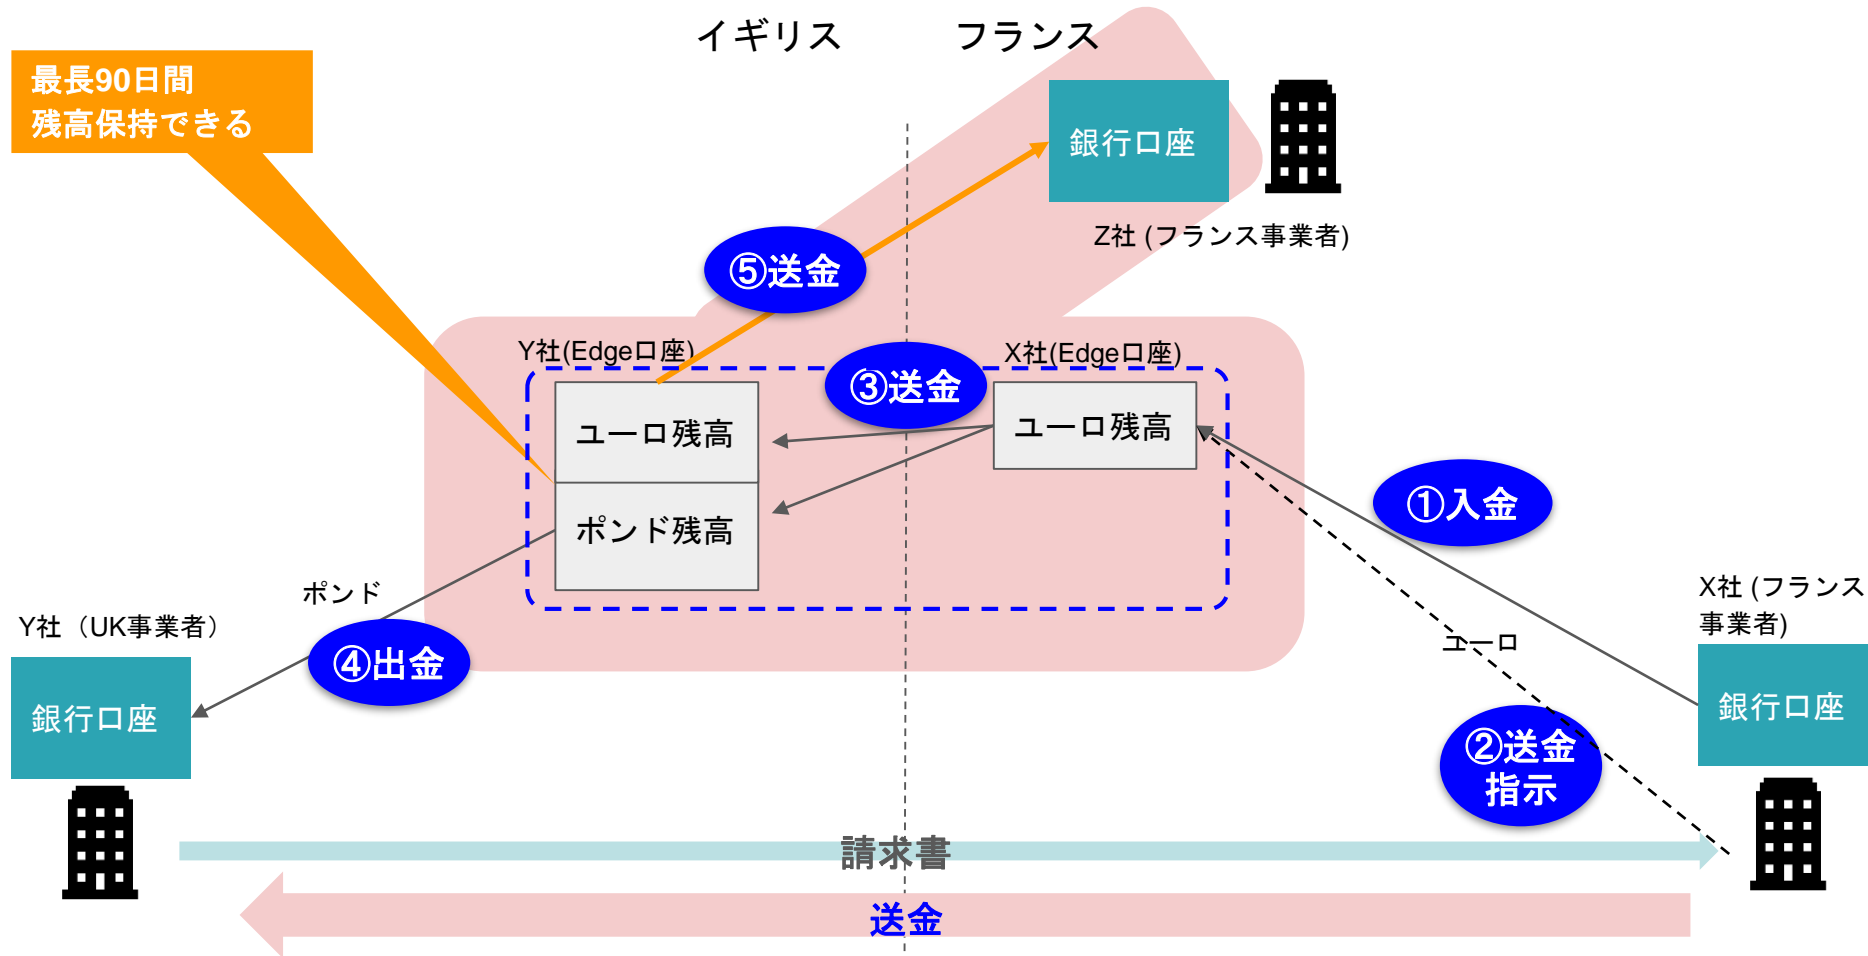 イギリス
フランス
最長90日間
残高保持できる
銀行口座
Z社 (フランス事業者)
⑤送金
Y社(Edge口座)
③送金
X社(Edge口座)
ユーロ残高
ユーロ残高
ポンド残高
①入金
ポンド
X社 (フランス
事業者)
Y社（UK事業者）
ユーロ
④出金
銀行口座
銀行口座
②送金
指示
請求書
送金